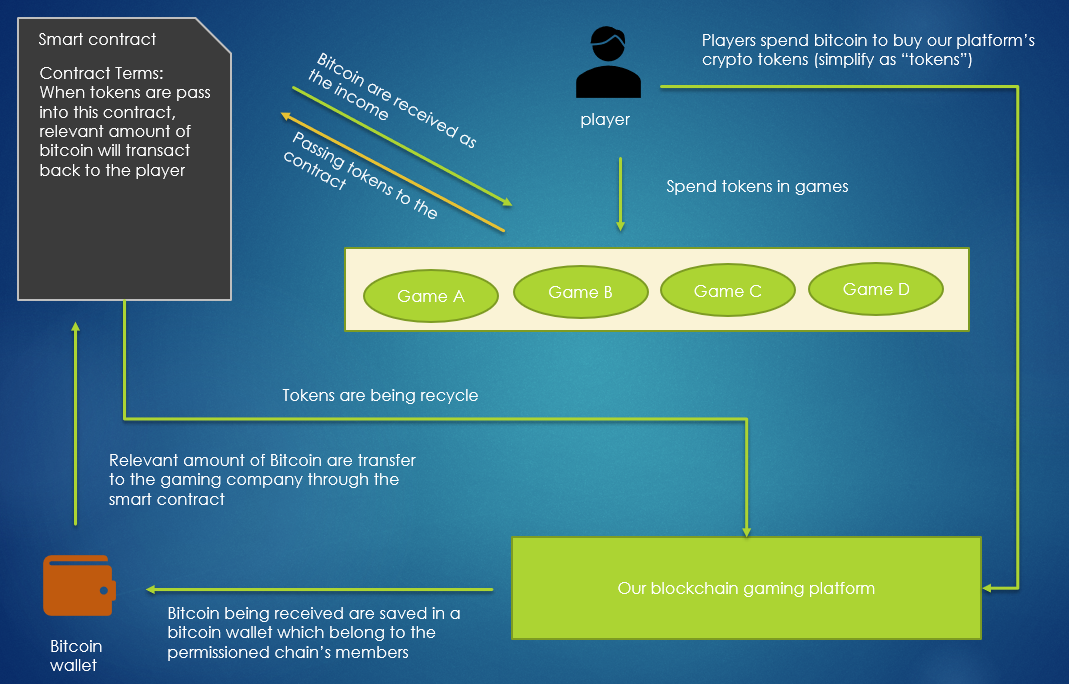 Smart contract
Contract Terms:
When tokens are pass
into this contract,
relevant amount of
bitcoin will transact
back to the player
Bitcoin are received as
the income
Passing tokens to the
contract
player
Players spend bitcoin to buy our platform's
crypto tokens (simplify as “tokens”)
Spend tokens in games
Game A
Game B
Game C
Game D
Tokens are being recycle
Relevant amount of Bitcoin are transfer
to the gaming company through the
smart contract
Our blockchain gaming platform
Bitcoin being received are saved in a
bitcoin wallet which belong to the
permissioned chain's members
Bitcoin
wallet